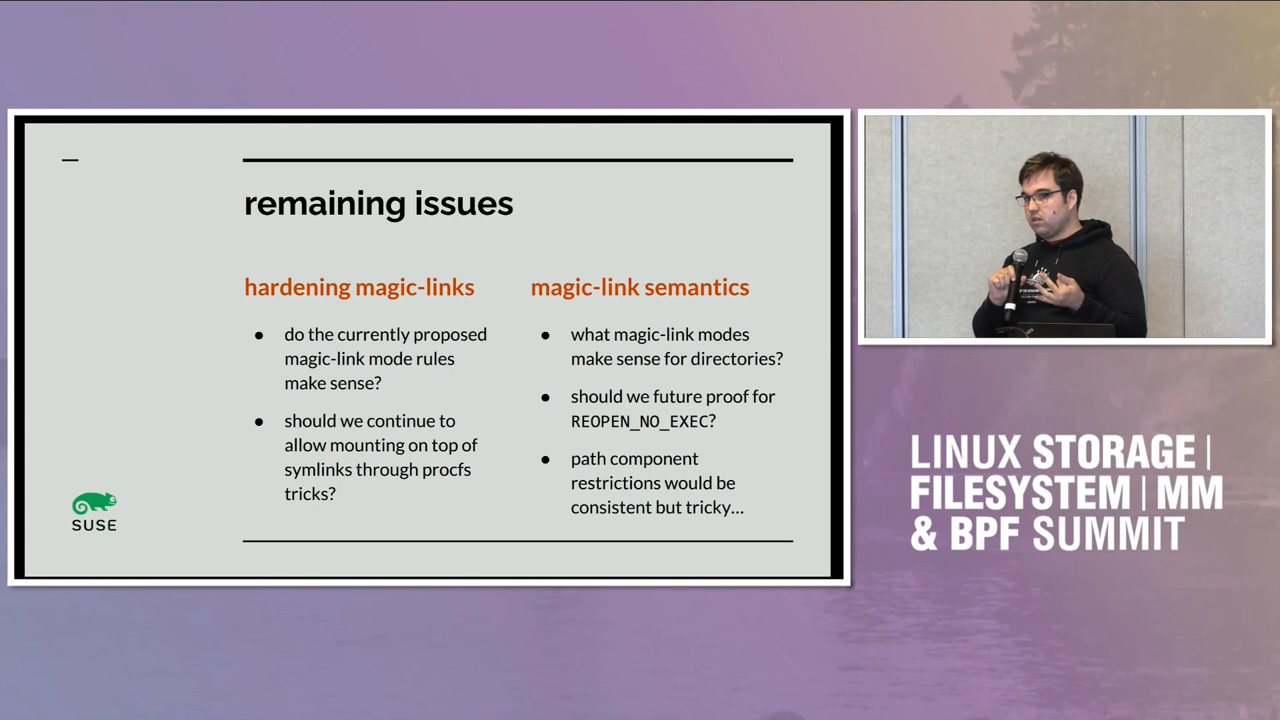 remaining issues
hardening magic-links
● do the currently proposed
magic-link mode rules
make sense?
● should we continue to
allow mounting on top of
symlinks through procfs
tricks?
magic-link semantics
● what magic-link modes
make sense for directories?
● should we future proof for
REOPEN_NO_EXEC?
● path component
restrictions would be
consistent but tricky…
SUSE
LINUX STORAGE |
FILESYSTEM | MM
& BPF SUMMIT